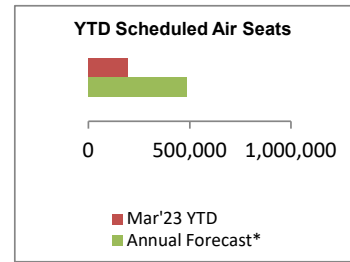 YTD Scheduled Air Seats
0 500,000 1,000,000
Mar'23 YTD
Annual Forecast*